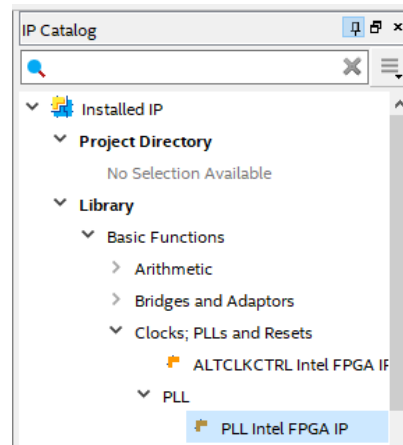 IP Catalog
Installed IP
Project Directory
No Selection Available
Library
Basic Functions
Arithmetic
Bridges and Adaptors
Clocks; PLLs and Resets
ALTCLKCTRL Intel FPGA IP
PLL
PLL Intel FPGA IP